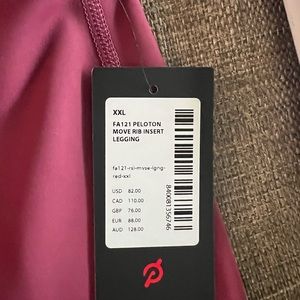 XXL
FA121 PELOTON
MOVE RIB INSERT
LEGGING
fa121-rsl-mvse-lgng-
red-xxl
USD 82.00
CAD 110.00
GBP 76.00
EUR 88.00
AUD 128.00
840081356746